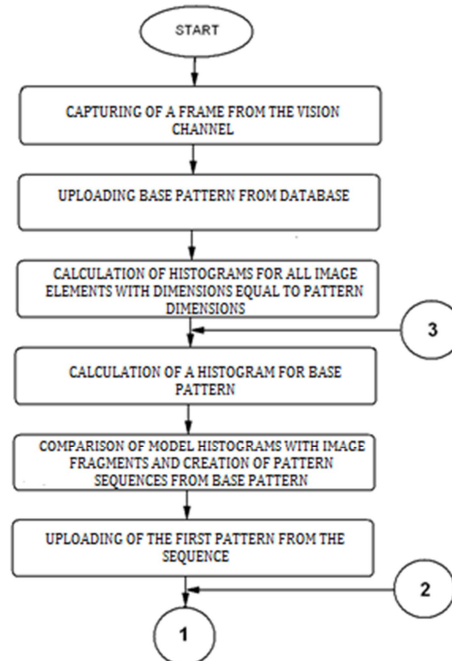 START
CAPTURING OF A FRAME FROM THE VISION
CHANNEL
UPLOADING BASE PATTERN FROM DATABASE
CALCULATION OF HISTOGRAMS FOR ALL IMAGE
ELEMENTS WITH DIMENSIONS EQUAL TO PATTERN
DIMENSIONS
3
CALCULATION OF A HISTOGRAM FOR BASE
PATTERN
COMPARISON OF MODEL HISTOGRAMS WITH IMAGE
FRAGMENTS AND CREATION OF PATTERN
SEQUENCES FROM BASE PATTERN
UPLOADING OF THE FIRST PATTERN FROM THE
SEQUENCE
2
1